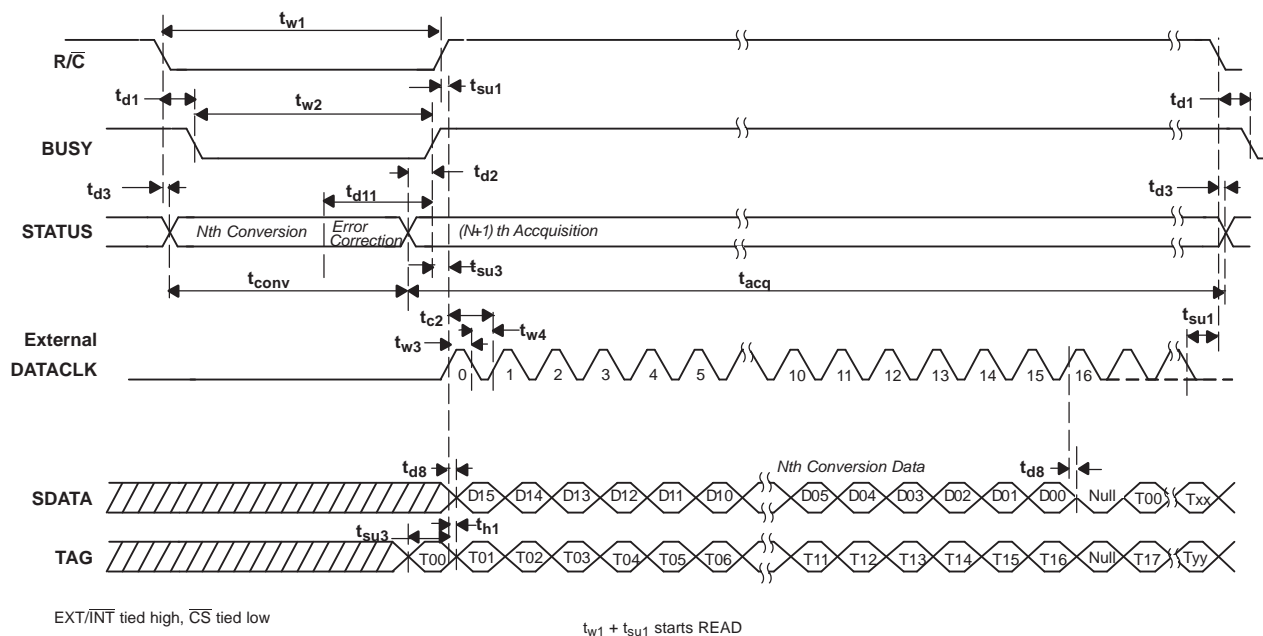 tw1
R/C
tsu1
td1
tw2
td1
BUSY
td2
td3
td11
td3
STATUS
Nth Conversion
Error
Correction
(N+1) th Accquisition
tsu3
tconv
tacq
tc2
tsu1
External
tw4
tw3
DATACLK
0 1 2 3 4 5 10 11 12 13 14 15 16
Nth Conversion Data
td8
td8
SDATA
D15 D14 D13 D12 D11 D10 D05 D04 D03 D02 D01 D00 Null T00 Txx
tsu3
th1
TAG
T00 T01 T02 T03 T04 T05 T06 T11 T12 T13 T14 T15 T16 Null T17 Tyy
EXT/INT tied high, CS tied low
tw1 + tsu1 starts READ